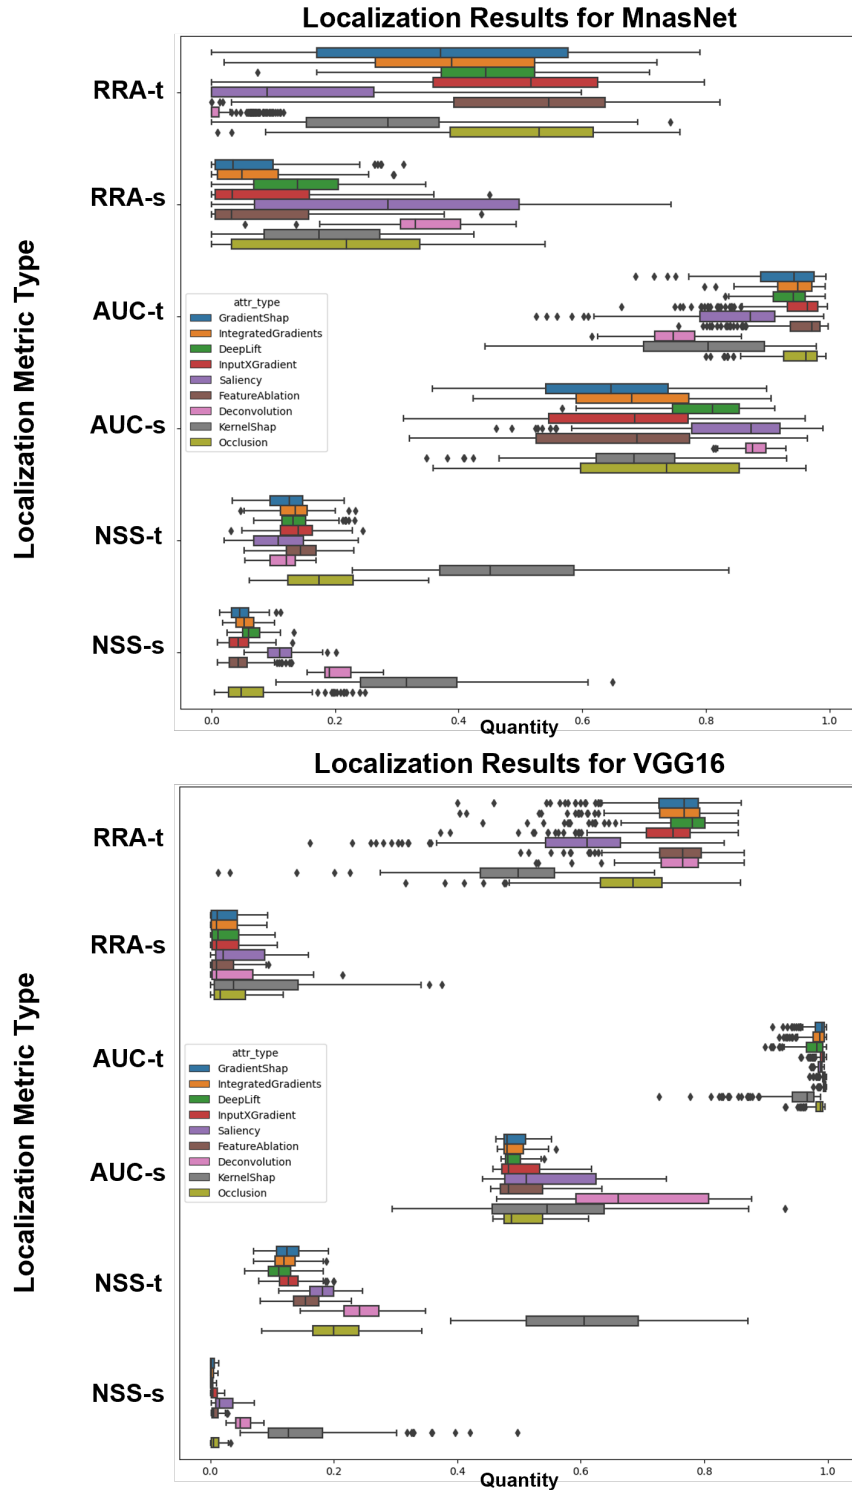 Localization Results for MnasNet
Localization Metric Type
RRA-t
RRA-s
AUC-t
AUC-s
NSS-t
NSS-s
attr_type
GradientShap
IntegratedGradients
DeepLift
InputXGradient
Saliency
FeatureAblation
Deconvolution
KernelShap
Occlusion
0.0 0.2 0.4 0.6 0.8 1.0
Quantity
Localization Results for VGG16
Localization Metric Type
RRA-t
RRA-s
AUC-t
AUC-s
NSS-t
NSS-s
attr_type
GradientShap
IntegratedGradients
DeepLift
InputXGradient
Saliency
FeatureAblation
Deconvolution
KernelShap
Occlusion
0.0 0.2 0.4 0.6 0.8 1.0
Quantity